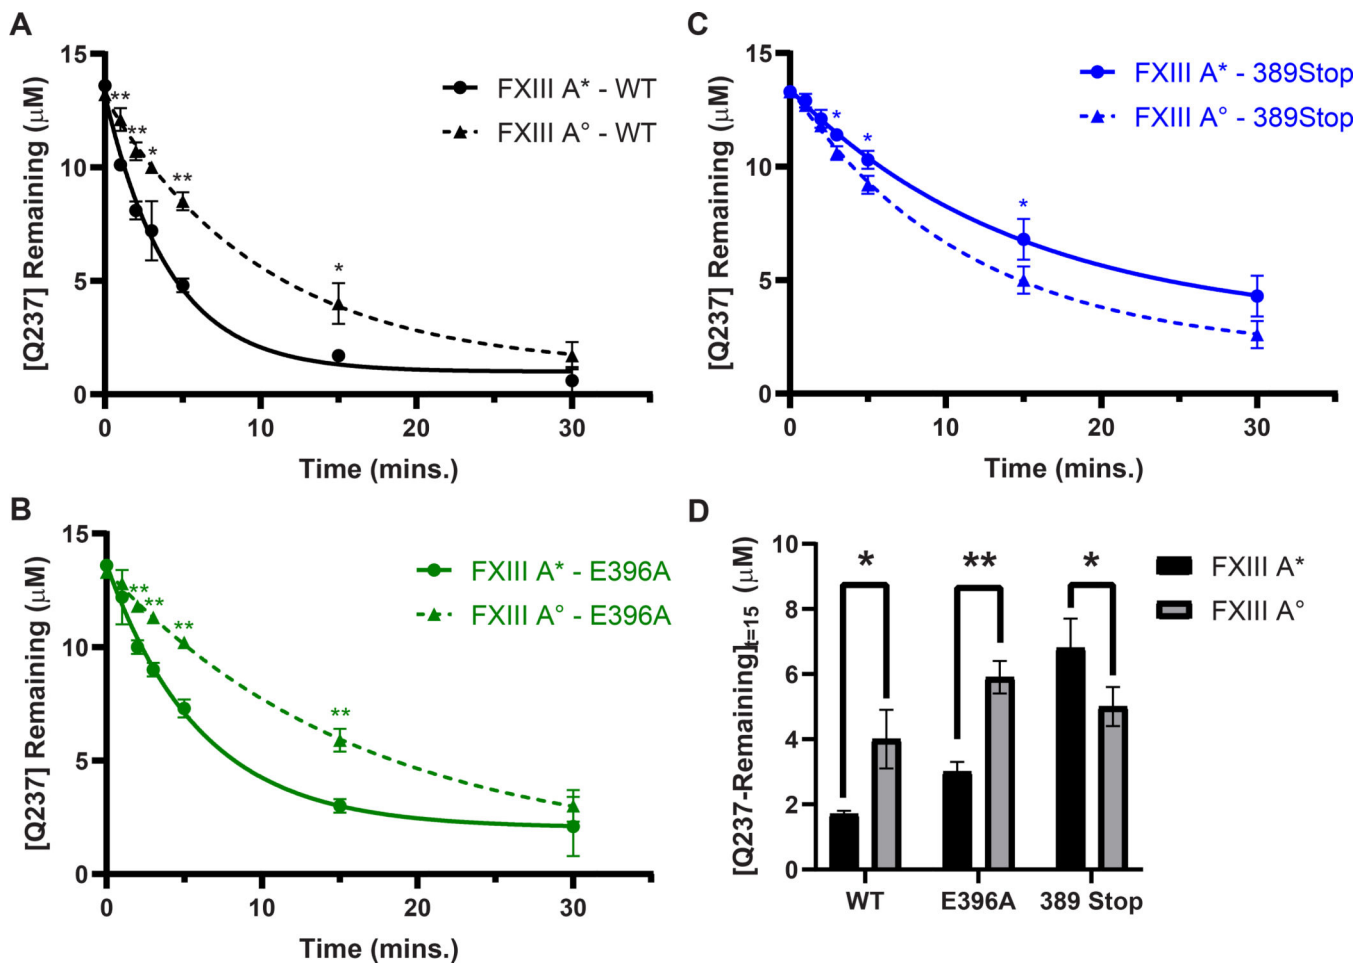 A
15
10
5
0
[Q237] Remaining (μM)
**
**
*
**
*
FXIII A* - WT
FXIII A° - WT
0
10
20
30
Time (mins.)
C
15
10
5
0
[Q237] Remaining (μM)
*
*
*
FXIII A* - 389Stop
FXIII A° - 389Stop
0
10
20
30
Time (mins.)
B
15
10
5
0
[Q237] Remaining (μM)
**
**
**
**
FXIII A* - E396A
FXIII A° - E396A
0
10
20
30
Time (mins.)
D
10
8
6
4
2
0
[Q237-Remaining]t=15 (μM)
*
**
*
FXIII A*
FXIII A°
WT
E396A
389 Stop